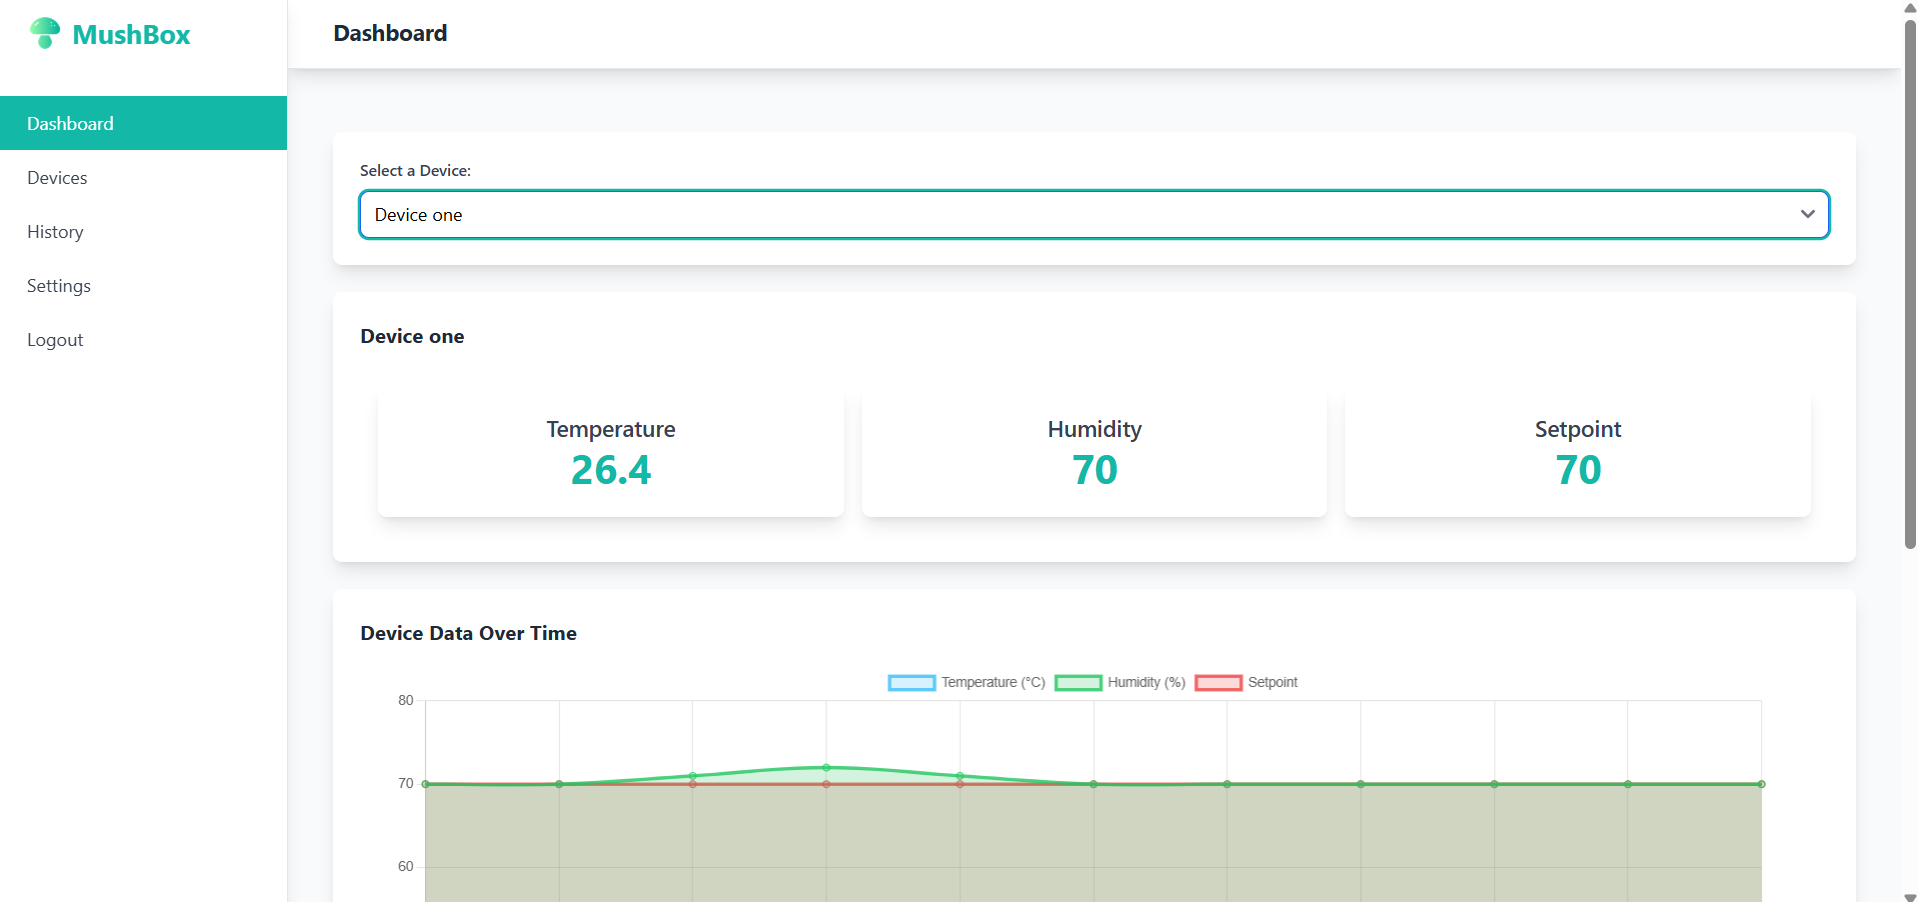 MushBox
Dashboard
Devices
History
Settings
Logout
Dashboard
Select a Device:
Device one
Device one
Temperature
26.4
Humidity
70
Setpoint
70
Device Data Over Time
Temperature (°C) Humidity (%) Setpoint
80
70
60